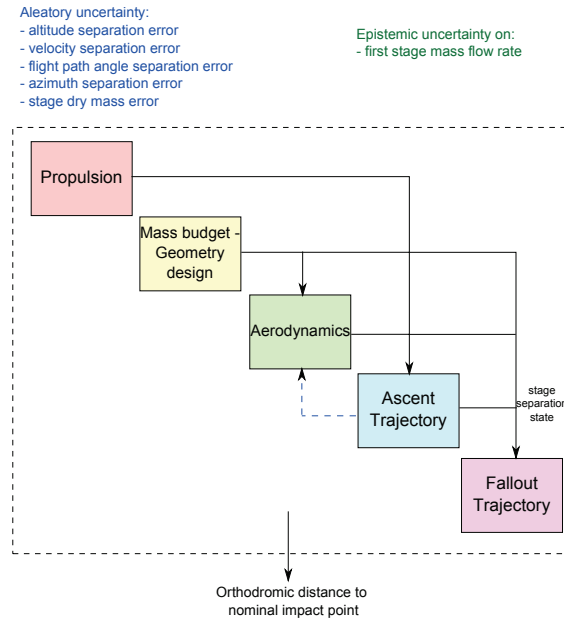 Aleatory uncertainty:
- altitude separation error
- velocity separation error
- flight path angle separation error
- azimuth separation error
- stage dry mass error
Epistemic uncertainty on:
- first stage mass flow rate
Propulsion
Mass budget -
Geometry
design
Aerodynamics
Ascent
Trajectory
stage
separation
state
Fallout
Trajectory
Orthodromic distance to
nominal impact point